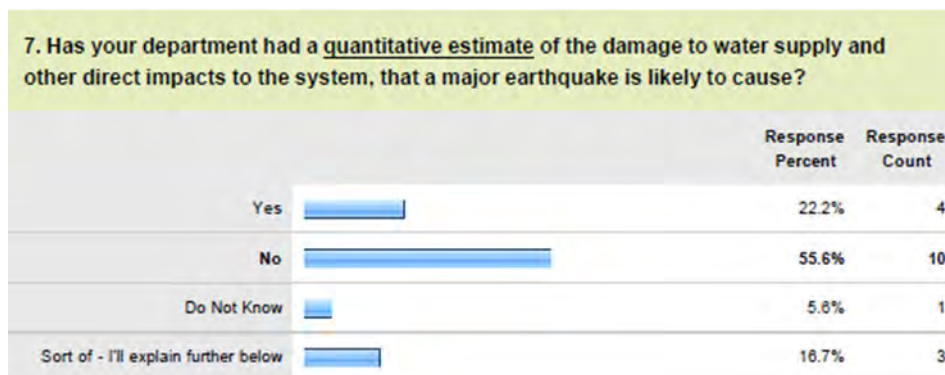 7. Has your department had a quantitative estimate of the damage to water supply and
other direct impacts to the system, that a major earthquake is likely to cause?
Response Response
Percent Count
Yes 22.2% 4
No 55.6% 10
Do Not Know 5.6% 1
Sort of - I'll explain further below 16.7% 3